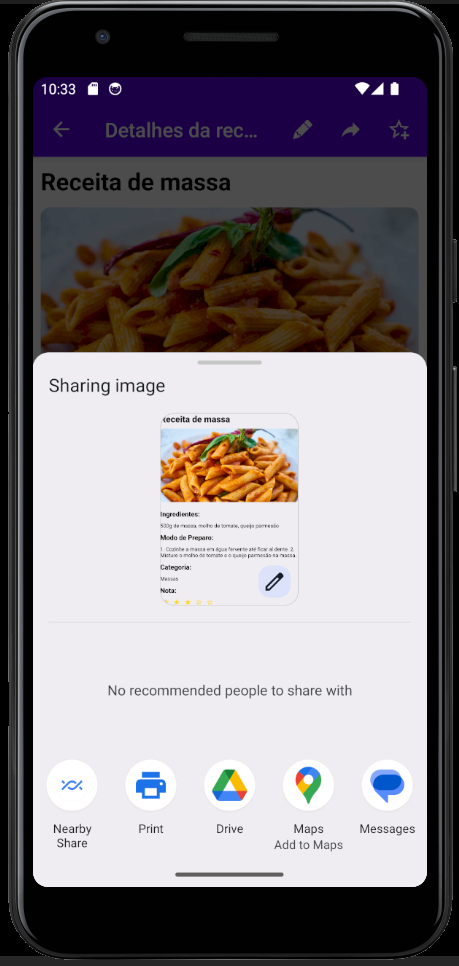 10:33
Detalhes da rec...
Receita de massa
Sharing image
Receita de massa
Ingredientes:
500g de massa, molho de tomate, queijo parmesão
Modo de Preparo:
1. Cozinhe a massa em água fervente até ficar al dente. 2.
Misture o molho de tomate e o queijo parmesão na massa.
Categoria:
Massas
Nota:
No recommended people to share with
Nearby Share
Print
Drive
Maps
Add to Maps
Messages